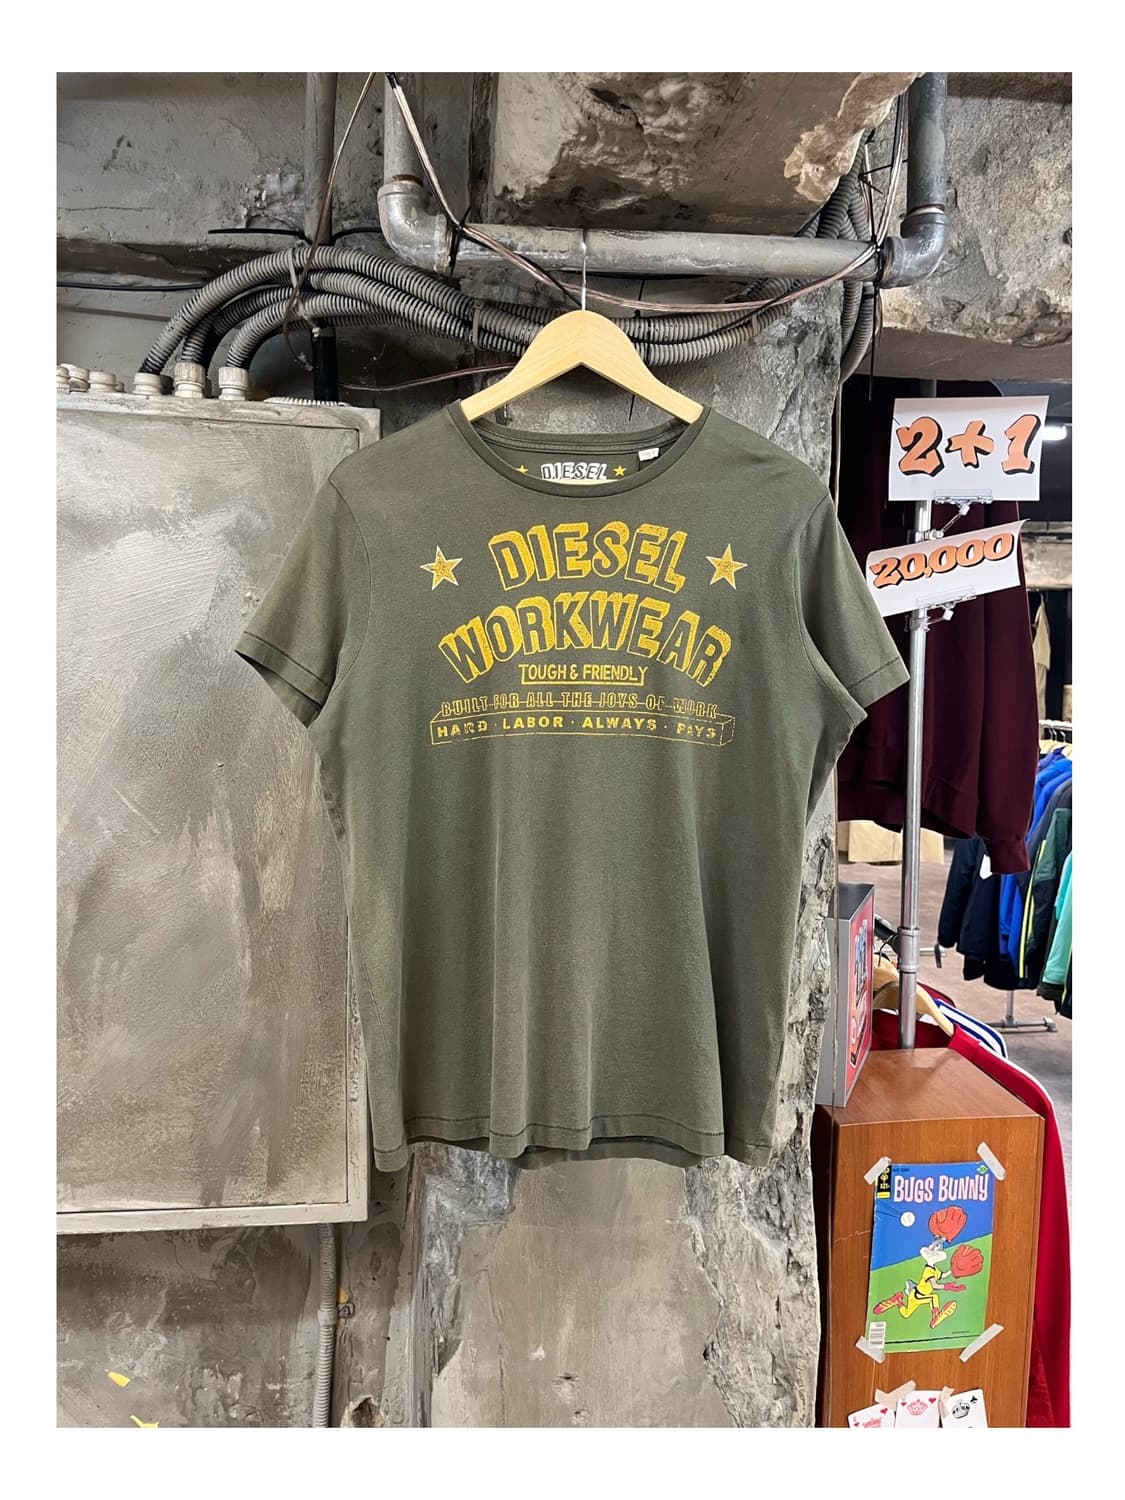 2+1
20,000
DIESEL
DIESEL
WORKWEAR
TOUGH & FRIENDLY
BUILT FOR ALL THE JOYS OF WORK
HARD · LABOR · ALWAYS · PAYS
BUGS BUNNY